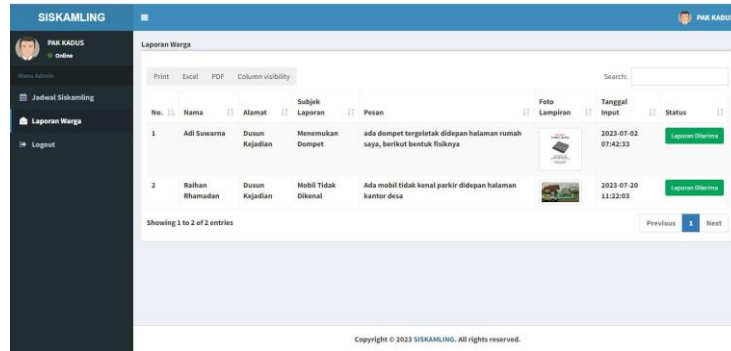 SISKAMLING
PAK KADUS
PAK KADUS
Online
Menu Admin
Jadwal Siskamling
Laporan Warga
Logout
Laporan Warga
Print Excel PDF Column visibility
Search:
No. Nama Alamat Subjek Laporan Pesan Foto Lampiran Tanggal Input Status
1 Adi Suwarna Dusun Kejadian Menemukan Dompet ada dompet tergeletak didepan halaman rumah saya, berikut bentuk fisiknya 2023-07-02 07:42:33 Laporan Diterima
2 Raihan Rhamadan Dusun Kejadian Mobil Tidak Dikenal Ada mobil tidak kenal parkir didepan halaman kantor desa 2023-07-20 11:22:03 Laporan Diterima
Showing 1 to 2 of 2 entries
Previous 1 Next
Copyright © 2023 SISKAMLING. All rights reserved.